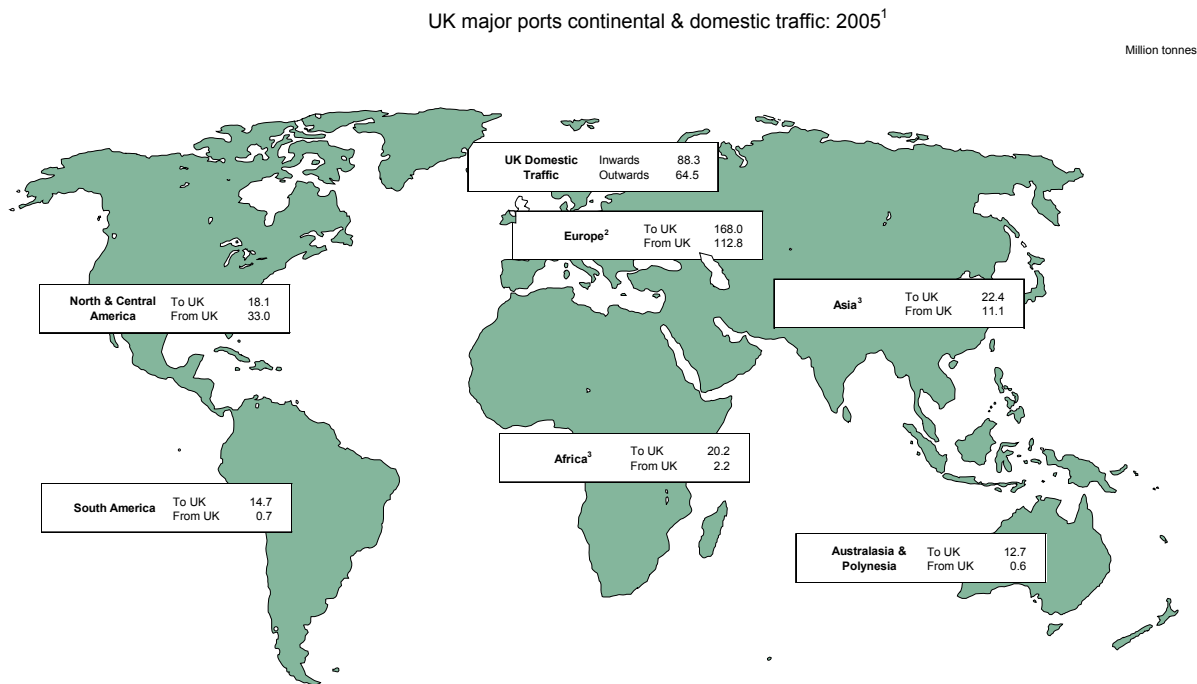 UK major ports continental & domestic traffic: 2005¹
Million tonnes
UK Domestic Inwards 88.3
Traffic Outwards 64.5
Europe² To UK 168.0
From UK 112.8
North & Central To UK 18.1
America From UK 33.0
Asia³ To UK 22.4
From UK 11.1
Africa³ To UK 20.2
From UK 2.2
South America To UK 14.7
From UK 0.7
Australasia & To UK 12.7
Polynesia From UK 0.6